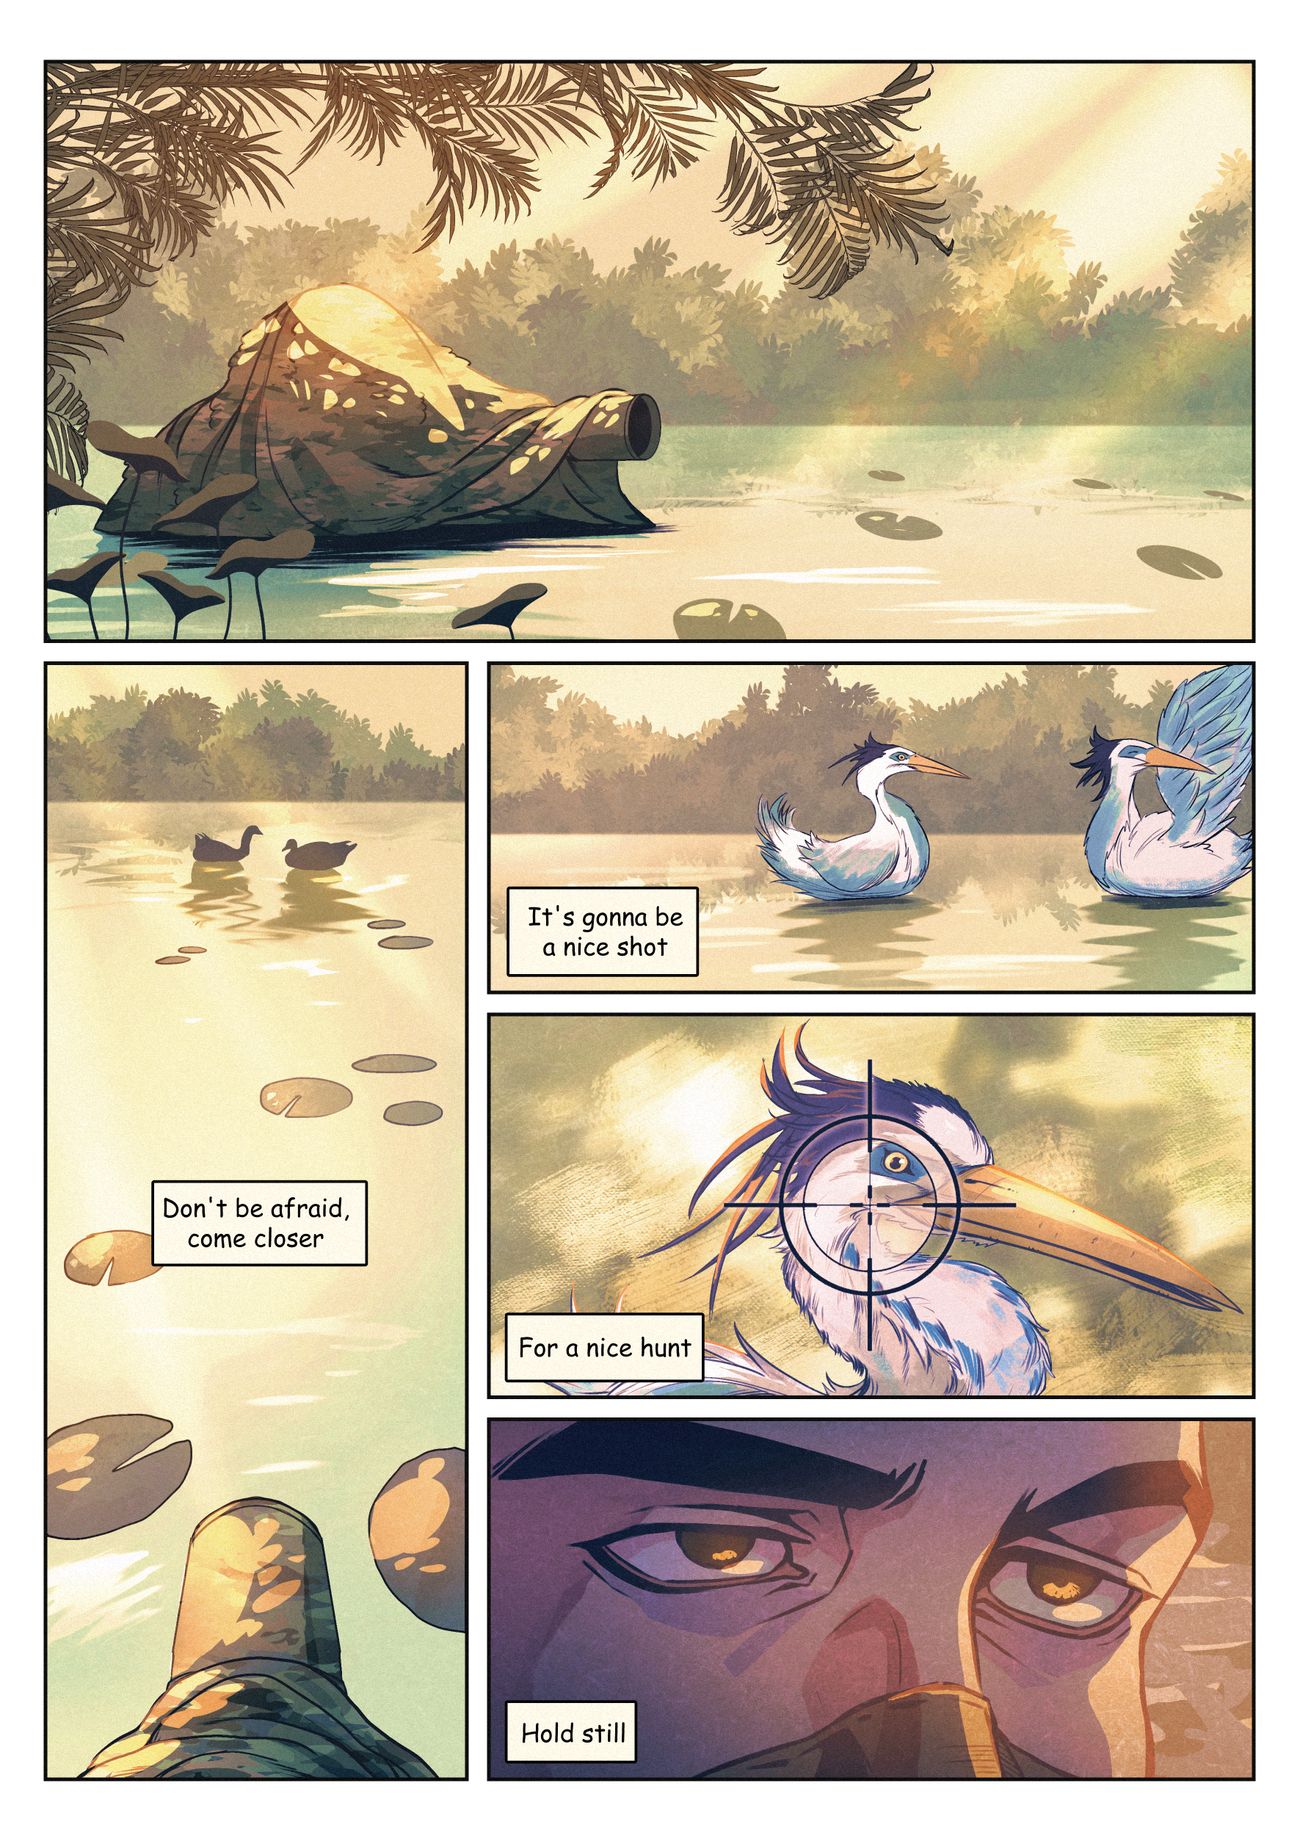 Don't be afraid,
come closer
It's gonna be
a nice shot
For a nice hunt
Hold still